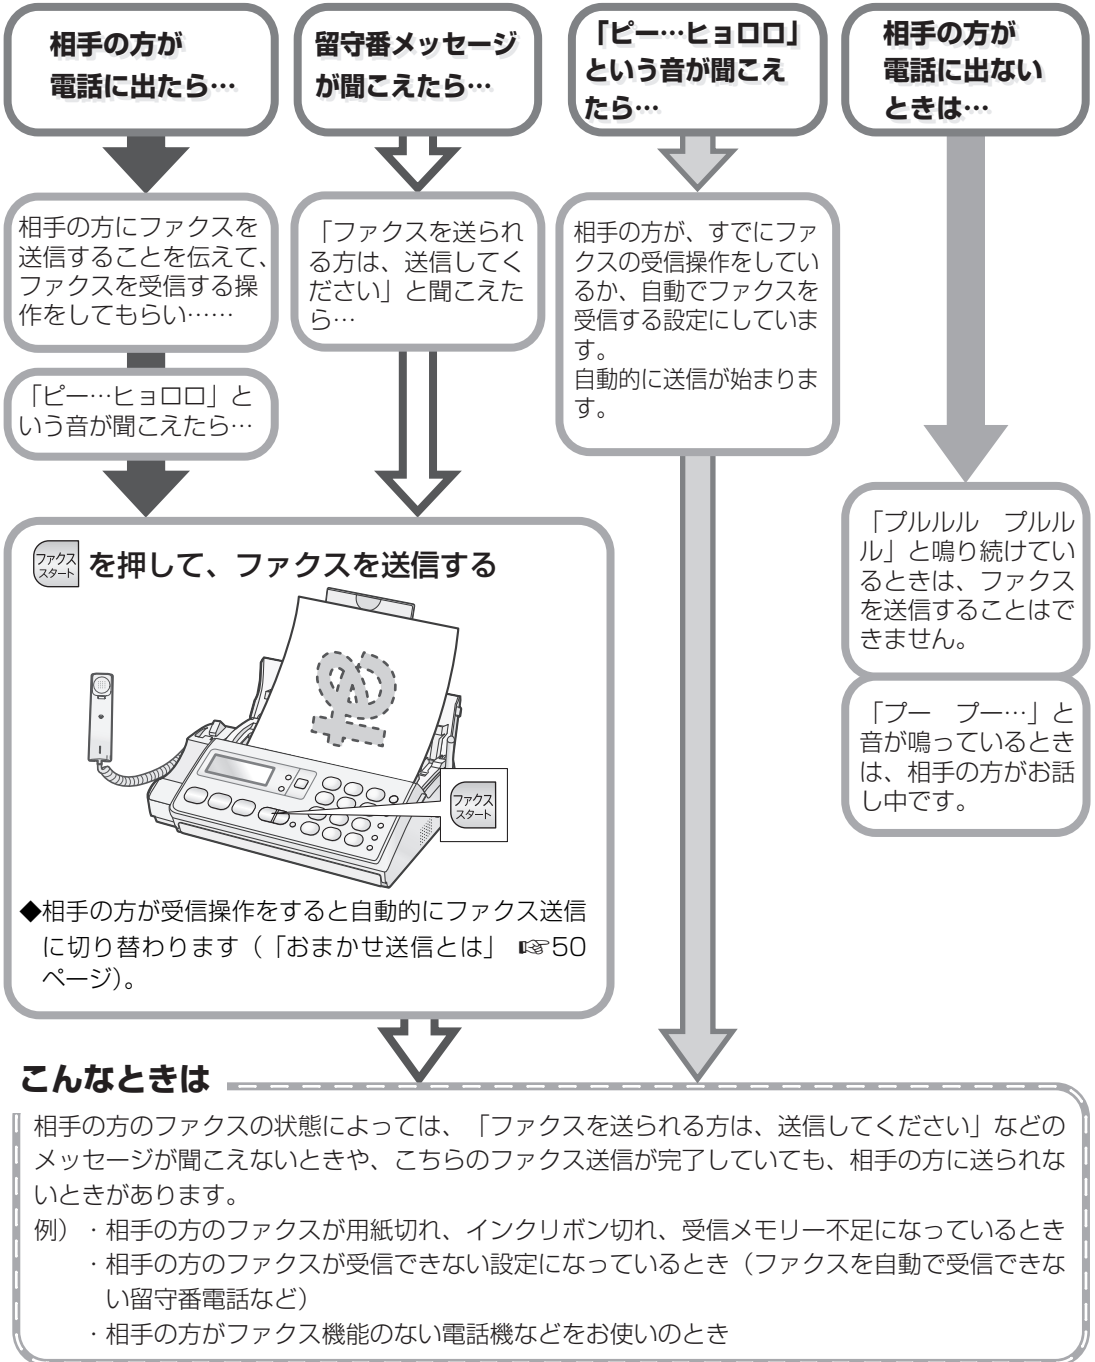 相手の方が
電話に出たら…
留守番メッセージ
が聞こえたら…
「ピー…ヒョロロ」
という音が聞こえ
たら…
相手の方が
電話に出ない
ときは…
相手の方にファクスを
送信することを伝えて、
ファクスを受信する操
作をしてもらい……
「ピー…ヒョロロ」と
いう音が聞こえたら…
「ファクスを送られ
る方は、送信してく
ださい」と聞こえた
ら…
相手の方が、すでにファ
クスの受信操作をしてい
るか、自動でファクスを
受信する設定にしていま
す。
自動的に送信が始まりま
す。
「プルルル　プルル
ル」と鳴り続けてい
るときは、ファクス
を送信することはで
きません。
「プー　プー…」と
音が鳴っているとき
は、相手の方がお話
し中です。
ファクス
スタート
を押して、ファクスを送信する
ファクス
スタート
◆相手の方が受信操作をすると自動的にファクス送信
に切り替わります（「おまかせ送信とは」 ☞50
ページ）。
こんなときは
相手の方のファクスの状態によっては、「ファクスを送られる方は、送信してください」などの
メッセージが聞こえないときや、こちらのファクス送信が完了していても、相手の方に送られな
いときがあります。
例）・相手の方のファクスが用紙切れ、インクリボン切れ、受信メモリー不足になっているとき
・相手の方のファクスが受信できない設定になっているとき（ファクスを自動で受信できな
い留守番電話など）
・相手の方がファクス機能のない電話機などをお使いのとき